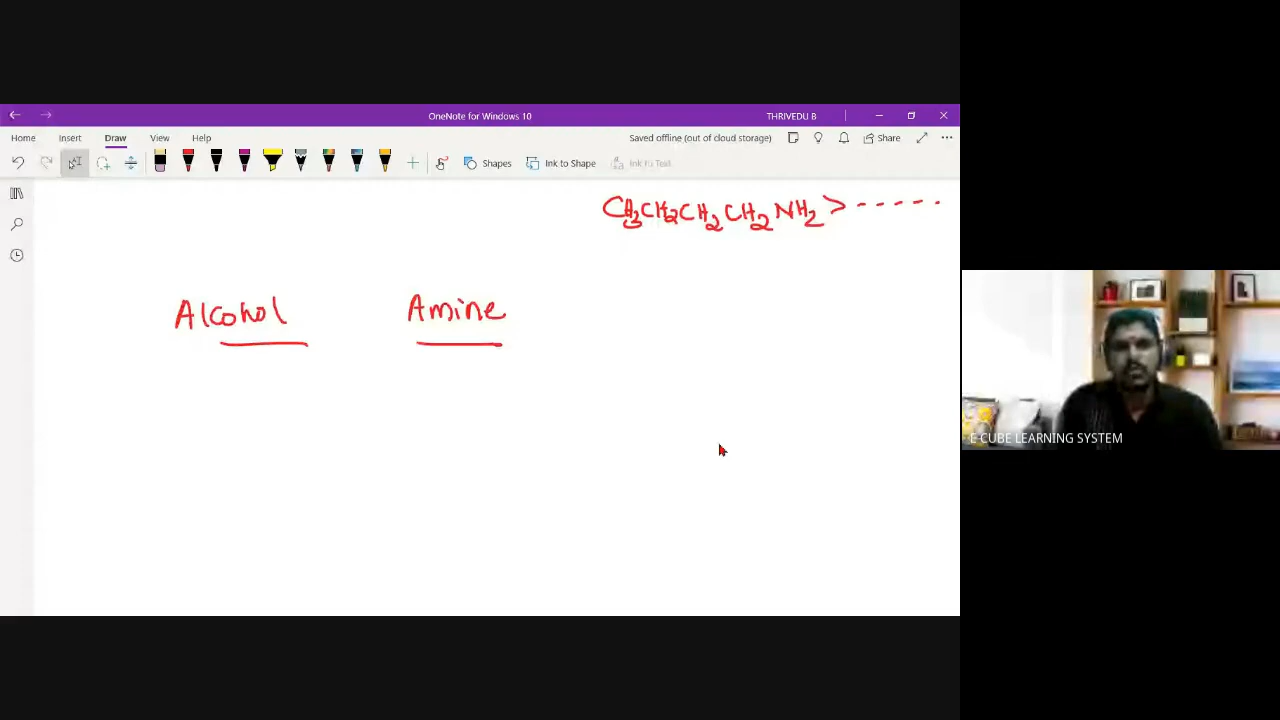 OneNote for Windows 10
THRIVEDU B
Home Insert Draw View Help
Saved offline (out of cloud storage)
Share
Shapes
Ink to Shape
Ink to Text
CH3CH2CH2CH2NH2> -----
Alcohol Amine
E CUBE LEARNING SYSTEM